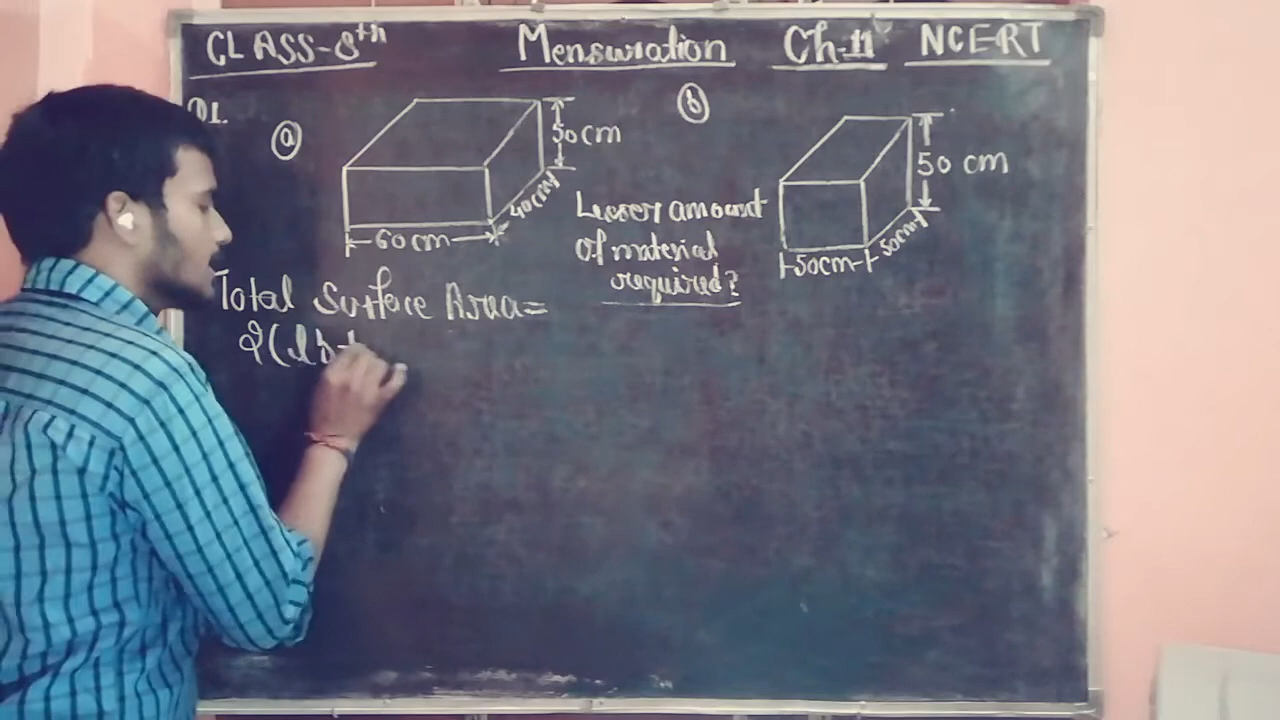 CLASS-8th Mensuration Ch-11 NCERT
Q1.
(a)
50cm
40cm
60cm
(b)
50 cm
50cm
50cm
Lesser amount
of material
required?
Total Surface Area=
2(lb+